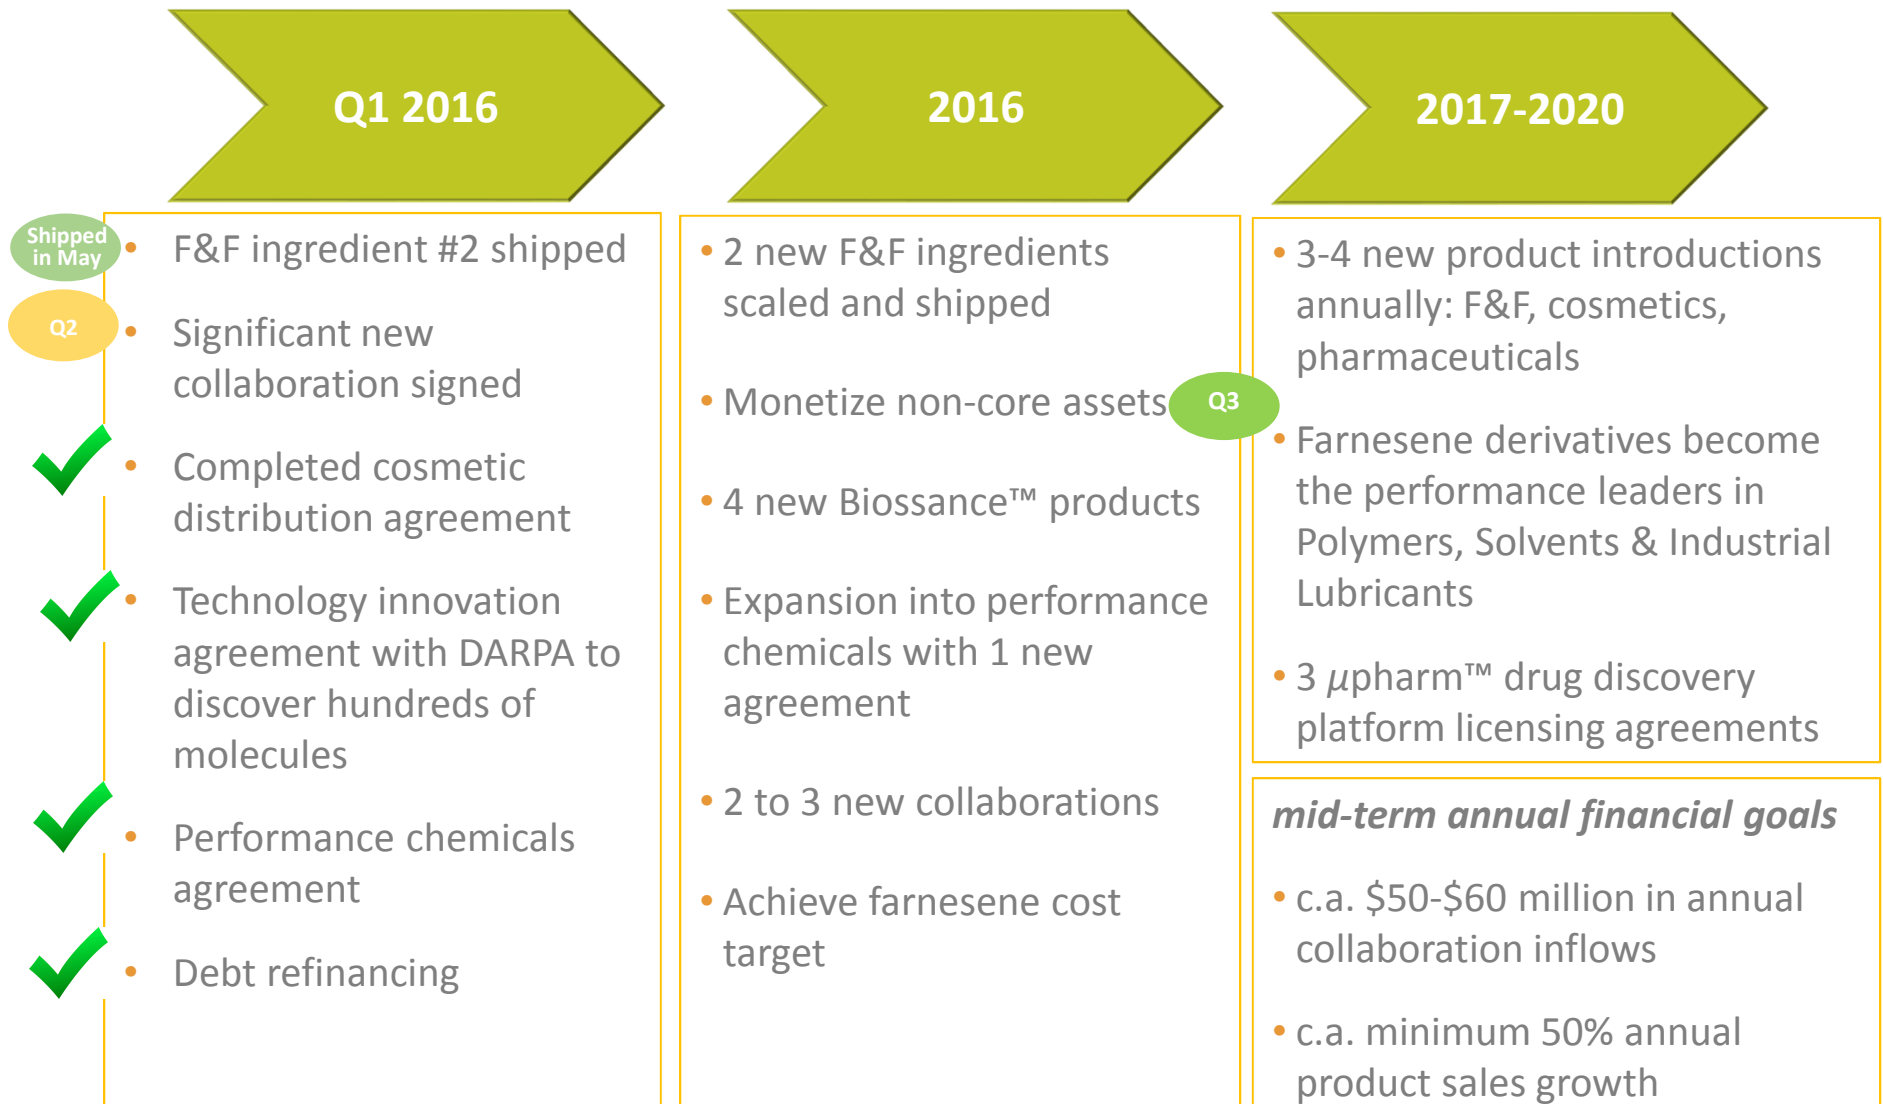 Q1 2016
Shipped
in May
• F&F ingredient #2 shipped
Q2
• Significant new
collaboration signed
• Completed cosmetic
distribution agreement
• Technology innovation
agreement with DARPA to
discover hundreds of
molecules
• Performance chemicals
agreement
• Debt refinancing
2016
• 2 new F&F ingredients
scaled and shipped
• Monetize non-core assets
Q3
• 4 new Biossance™ products
• Expansion into performance
chemicals with 1 new
agreement
• 2 to 3 new collaborations
• Achieve farnesene cost
target
2017-2020
• 3-4 new product introductions
annually: F&F, cosmetics,
pharmaceuticals
• Farnesene derivatives become
the performance leaders in
Polymers, Solvents & Industrial
Lubricants
• 3 µpharm™ drug discovery
platform licensing agreements
mid-term annual financial goals
• c.a. $50-$60 million in annual
collaboration inflows
• c.a. minimum 50% annual
product sales growth